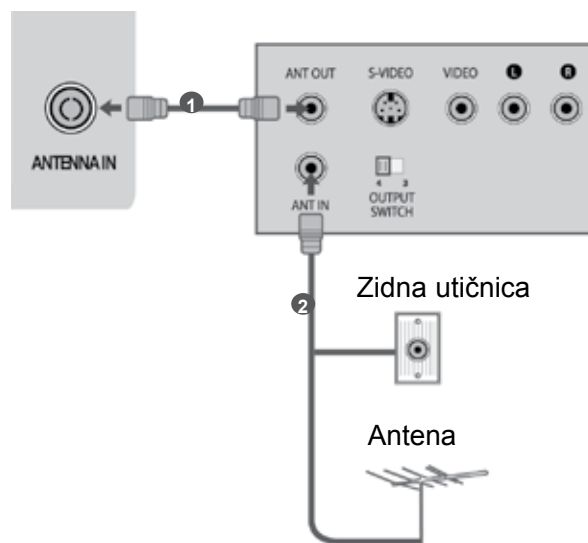 ANT OUT S-VIDEO VIDEO L R
1
ANTENNA IN
ANT IN
4 3
OUTPUT
SWITCH
2
Zidna utičnica
Antena